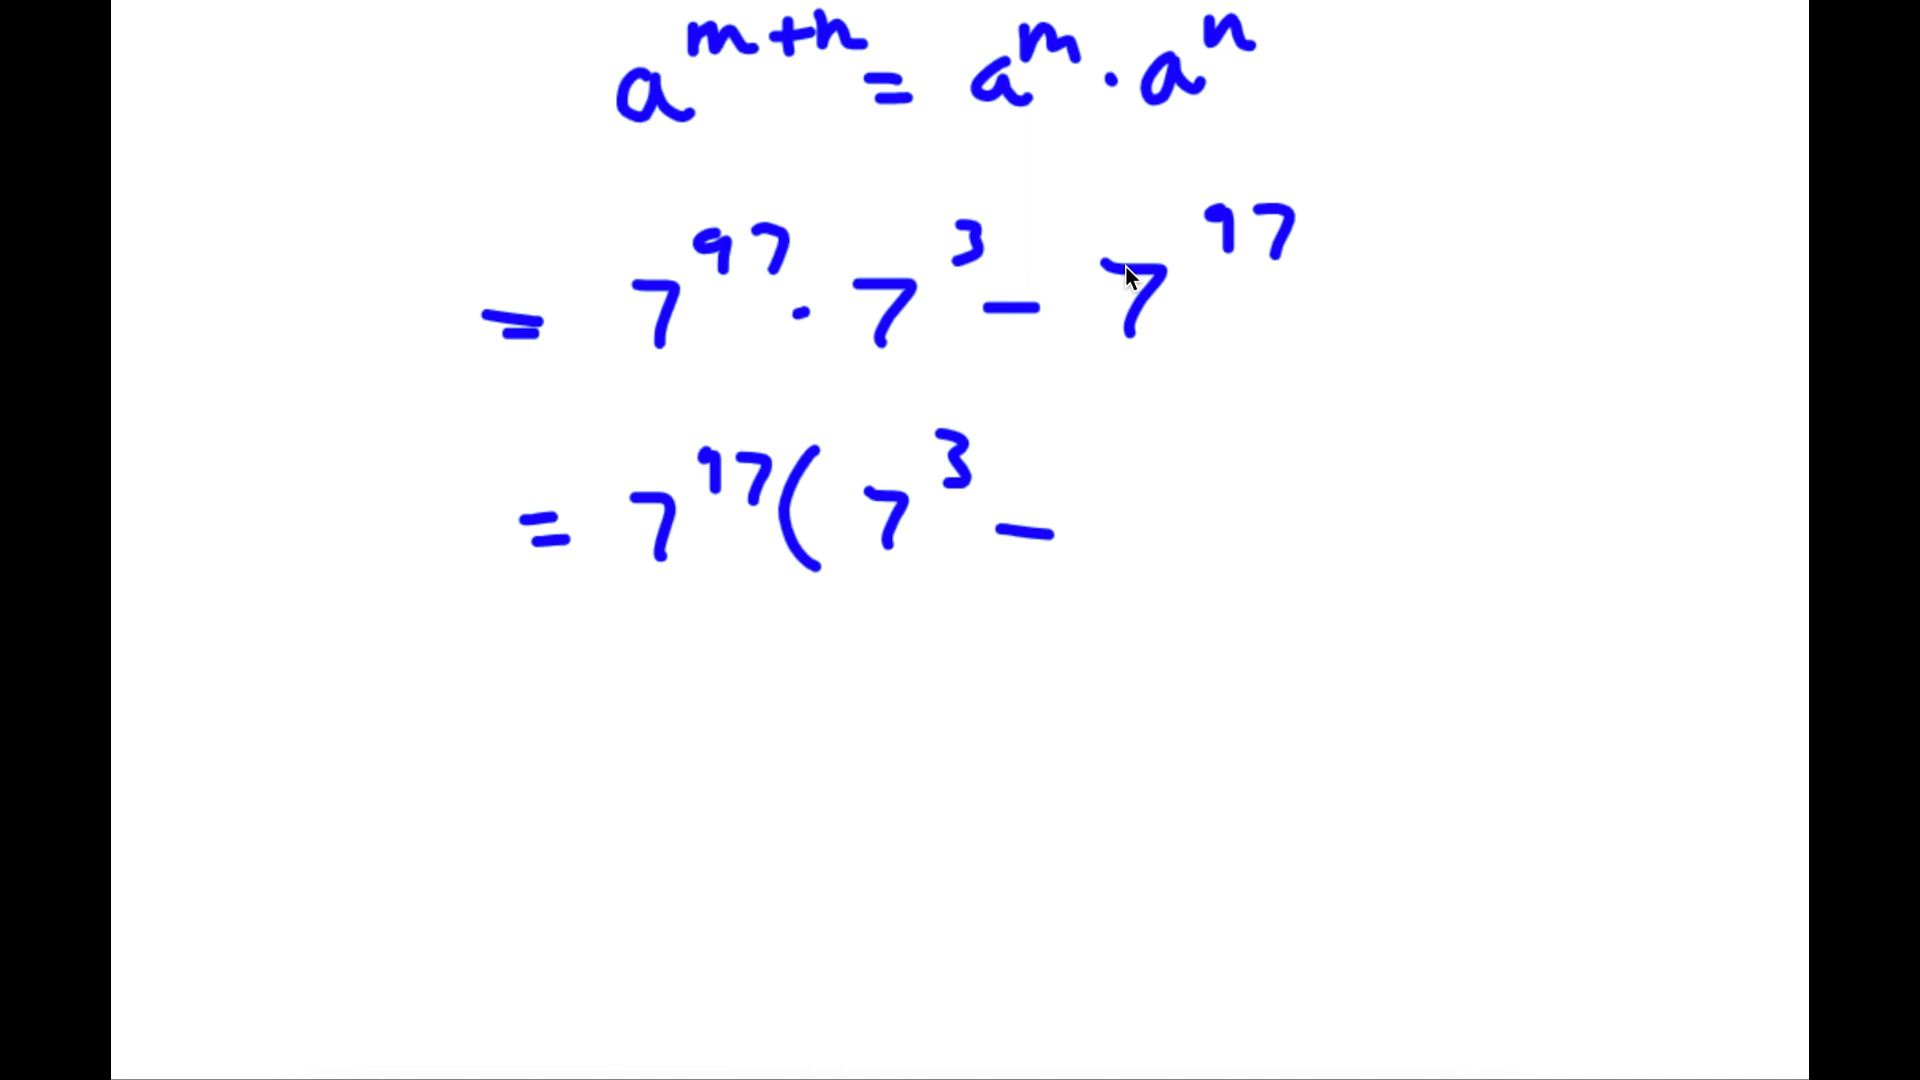 a^{m+n} = a^m · a^n
= 7^{97} · 7^3 − 7^{97}
= 7^{97} ( 7^3 −